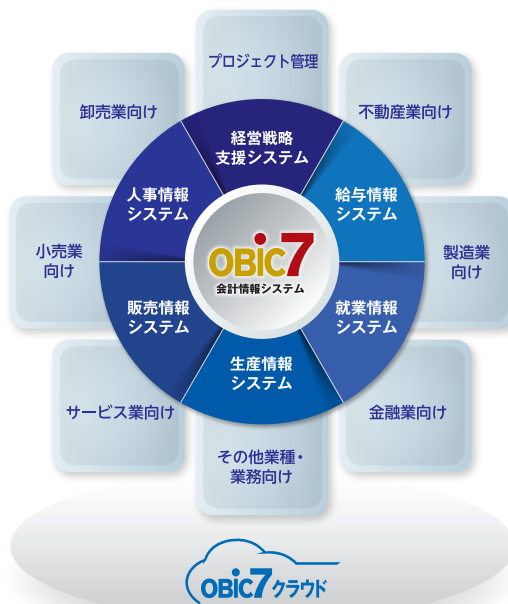 プロジェクト管理
卸売業向け
不動産業向け
経営戦略
支援システム
人事情報
システム
給与情報
システム
小売業
向け
OBIC7
会計情報システム
製造業
向け
販売情報
システム
就業情報
システム
生産情報
システム
サービス業向け
金融業向け
その他業種・
業務向け
OBIC7クラウド